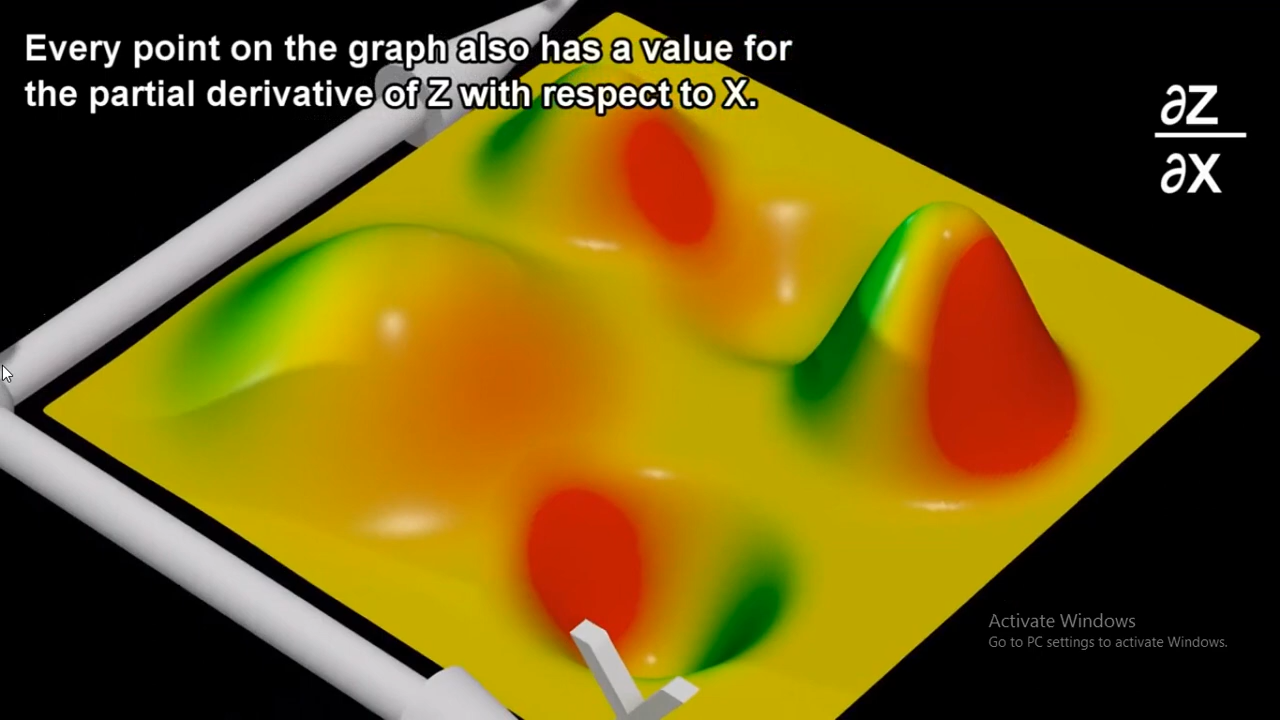 Every point on the graph also has a value for
the partial derivative of Z with respect to X.
∂Z
∂X
Y
Activate Windows
Go to PC settings to activate Windows.